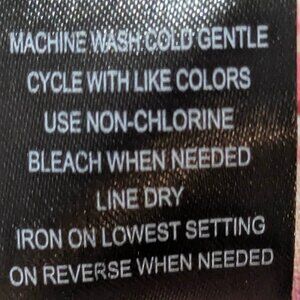 MACHINE WASH COLD GENTLE
CYCLE WITH LIKE COLORS
USE NON-CHLORINE
BLEACH WHEN NEEDED
LINE DRY
IRON ON LOWEST SETTING
ON REVERSE WHEN NEEDED